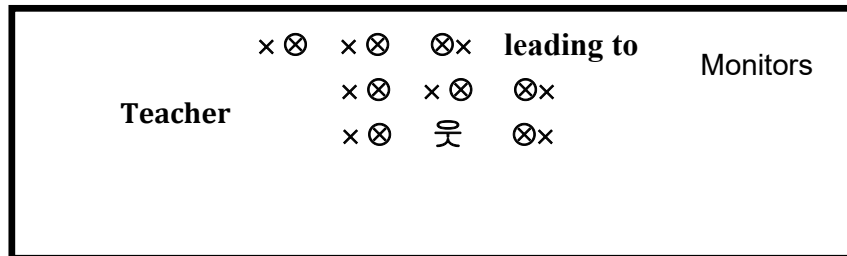 × ⊗ × ⊗ ⊗× leading to
Monitors
× ⊗ × ⊗ ⊗×
Teacher
× ⊗ 웃 ⊗×